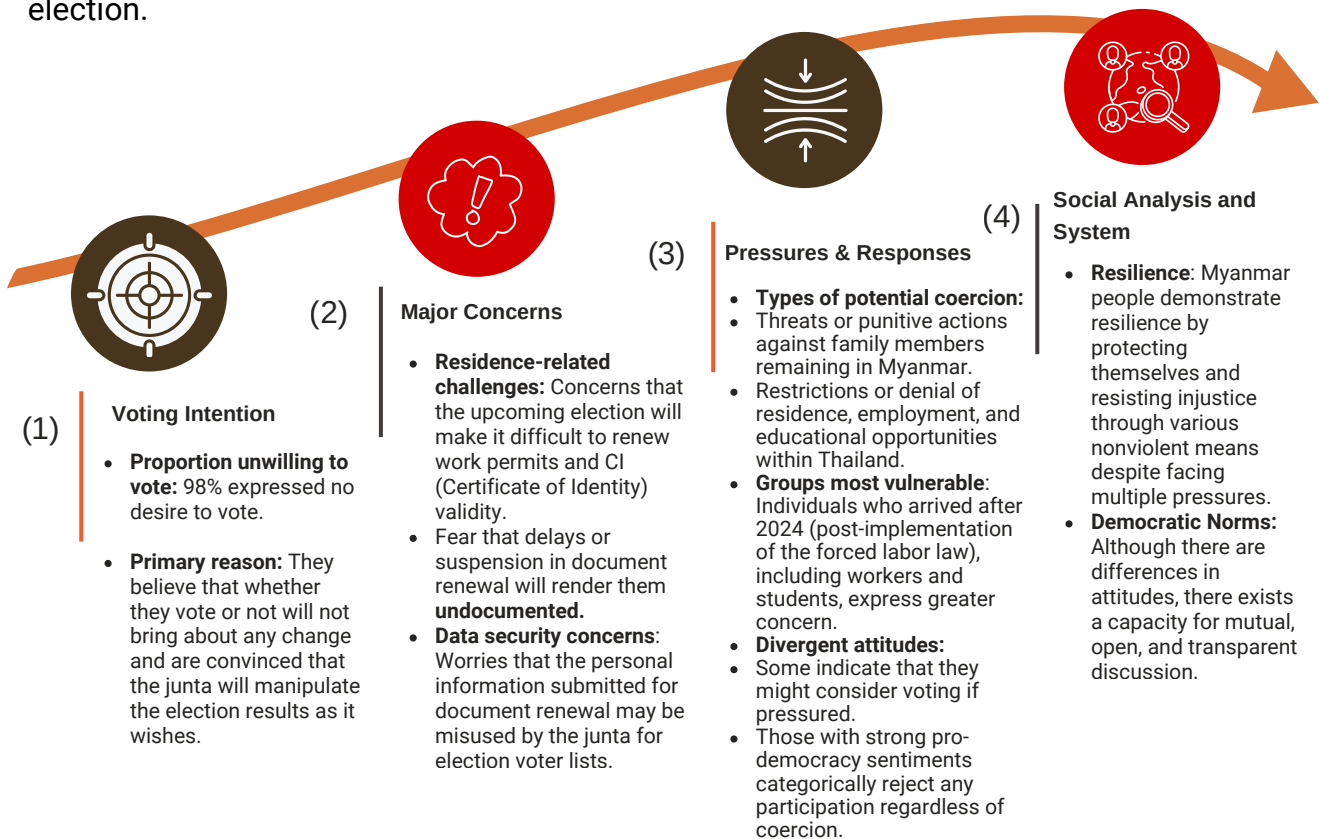 election.
(1)
Voting Intention
• Proportion unwilling to
vote: 98% expressed no
desire to vote.
• Primary reason: They
believe that whether
they vote or not will not
bring about any change
and are convinced that
the junta will manipulate
the election results as it
wishes.
(2)
Major Concerns
• Residence-related
challenges: Concerns that
the upcoming election will
make it difficult to renew
work permits and CI
(Certificate of Identity)
validity.
• Fear that delays or
suspension in document
renewal will render them
undocumented.
• Data security concerns:
Worries that the personal
information submitted for
document renewal may be
misused by the junta for
election voter lists.
(3)
Pressures & Responses
• Types of potential coercion:
• Threats or punitive actions
against family members
remaining in Myanmar.
• Restrictions or denial of
residence, employment, and
educational opportunities
within Thailand.
• Groups most vulnerable:
Individuals who arrived after
2024 (post-implementation
of the forced labor law),
including workers and
students, express greater
concern.
• Divergent attitudes:
• Some indicate that they
might consider voting if
pressured.
• Those with strong pro-
democracy sentiments
categorically reject any
participation regardless of
coercion.
(4)
Social Analysis and
System
• Resilience: Myanmar
people demonstrate
resilience by
protecting
themselves and
resisting injustice
through various
nonviolent means
despite facing
multiple pressures.
• Democratic Norms:
Although there are
differences in
attitudes, there exists
a capacity for mutual,
open, and transparent
discussion.